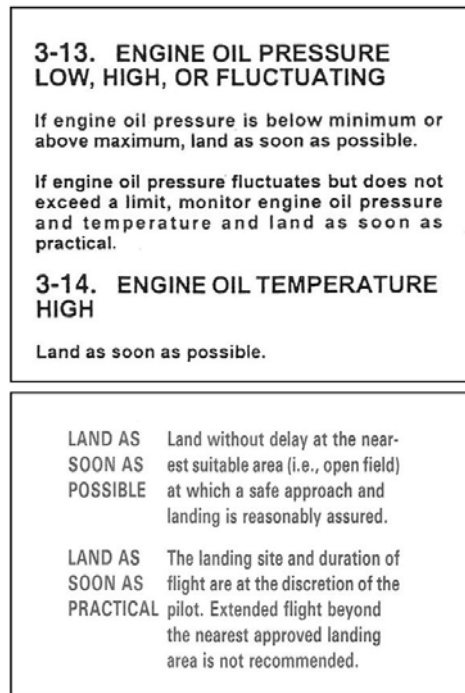 3-13. ENGINE OIL PRESSURE
LOW, HIGH, OR FLUCTUATING
If engine oil pressure is below minimum or
above maximum, land as soon as possible.
If engine oil pressure fluctuates but does not
exceed a limit, monitor engine oil pressure
and temperature and land as soon as
practical.
3-14. ENGINE OIL TEMPERATURE
HIGH
Land as soon as possible.
LAND AS Land without delay at the near-
SOON AS est suitable area (i.e., open field)
POSSIBLE at which a safe approach and
landing is reasonably assured.
LAND AS The landing site and duration of
SOON AS flight are at the discretion of the
PRACTICAL pilot. Extended flight beyond
the nearest approved landing
area is not recommended.